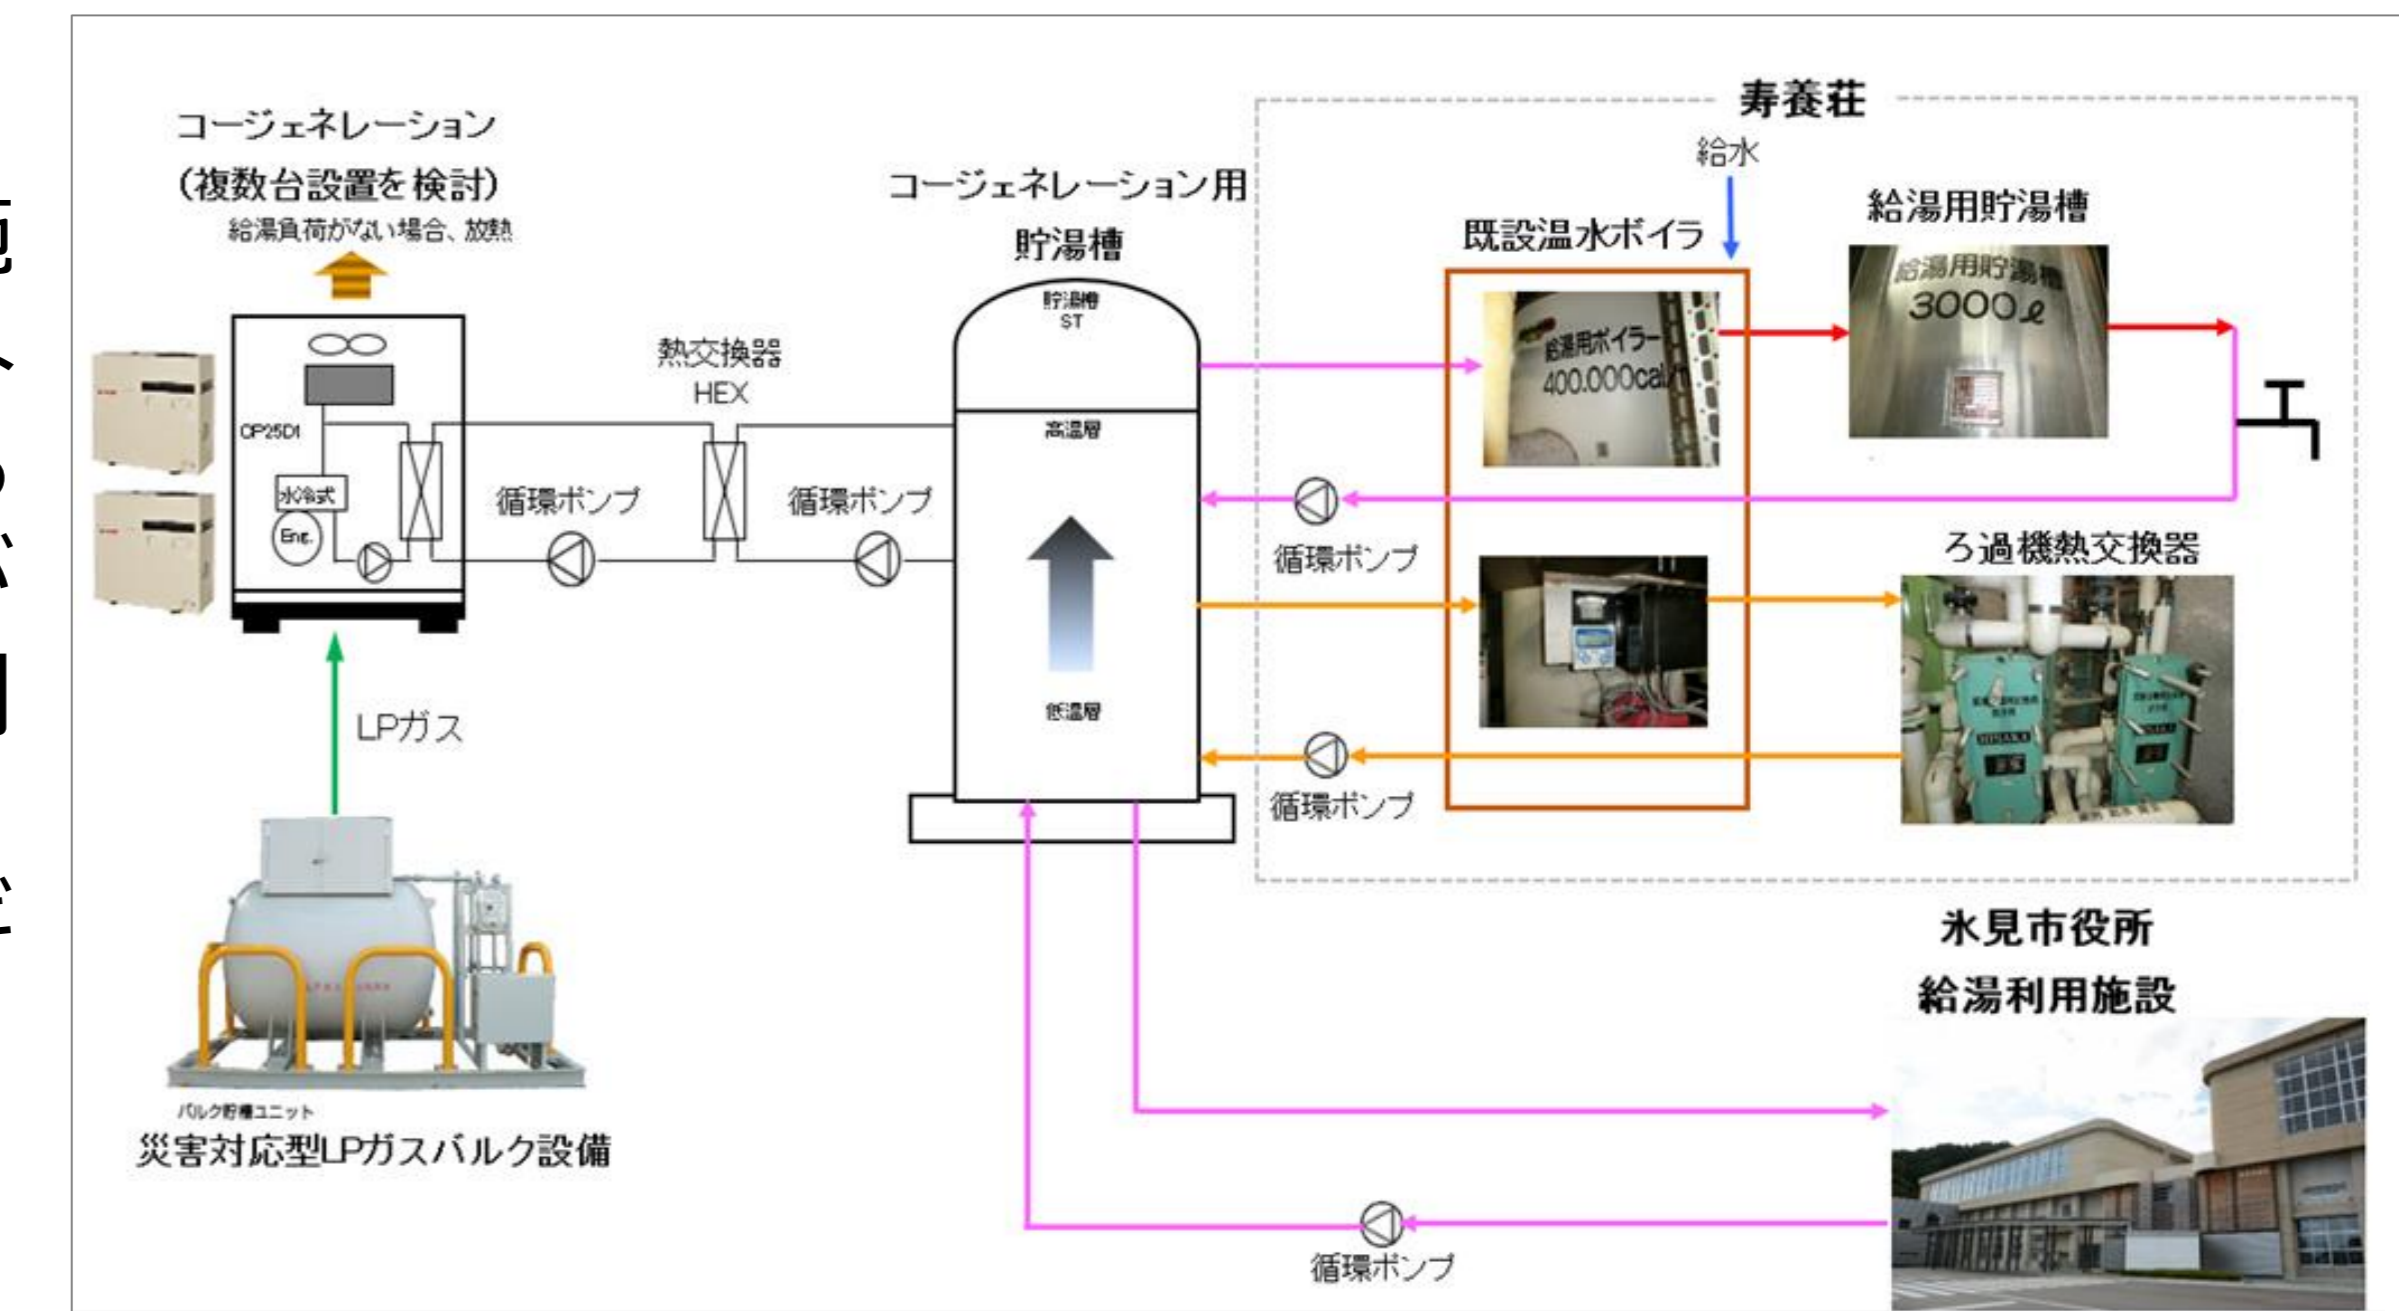 コージェネレーション
（複数台設置を検討）
給湯負荷がない場合、放熱
CP25D1
水冷式
Eng.
熱交換器
HEX
循環ポンプ
循環ポンプ
LPガス
バルク貯槽ユニット
災害対応型LPガスバルク設備
コージェネレーション用
貯湯槽
貯湯槽
ST
高温層
低温層
寿養荘
給水
既設温水ボイラ
給湯用ボイラー
400.000cal/h
給湯用貯湯槽
給湯用貯湯槽
3000ℓ
循環ポンプ
ろ過機熱交換器
HISAKA
循環ポンプ
氷見市役所
給湯利用施設
循環ポンプ